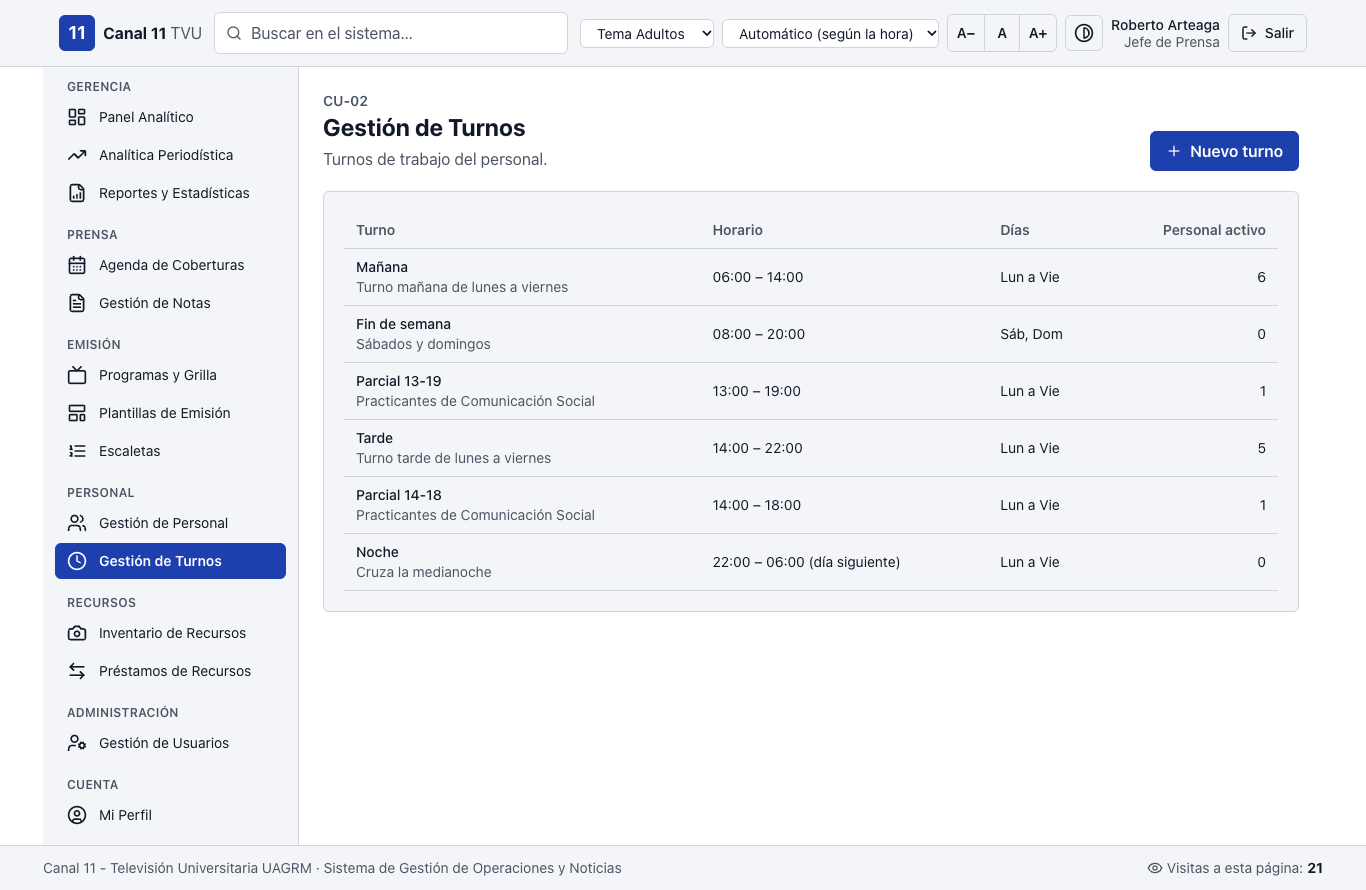 11 Canal 11 TVU Buscar en el sistema... Tema Adultos Automático (según la hora) A− A A+ Roberto Arteaga Jefe de Prensa Salir
GERENCIA
Panel Analítico
Analítica Periodística
Reportes y Estadísticas
PRENSA
Agenda de Coberturas
Gestión de Notas
EMISIÓN
Programas y Grilla
Plantillas de Emisión
Escaletas
PERSONAL
Gestión de Personal
Gestión de Turnos
RECURSOS
Inventario de Recursos
Préstamos de Recursos
ADMINISTRACIÓN
Gestión de Usuarios
CUENTA
Mi Perfil
CU-02
Gestión de Turnos
Turnos de trabajo del personal.
+ Nuevo turno
Turno Horario Días Personal activo
Mañana
Turno mañana de lunes a viernes
06:00 – 14:00 Lun a Vie 6
Fin de semana
Sábados y domingos
08:00 – 20:00 Sáb, Dom 0
Parcial 13-19
Practicantes de Comunicación Social
13:00 – 19:00 Lun a Vie 1
Tarde
Turno tarde de lunes a viernes
14:00 – 22:00 Lun a Vie 5
Parcial 14-18
Practicantes de Comunicación Social
14:00 – 18:00 Lun a Vie 1
Noche
Cruza la medianoche
22:00 – 06:00 (día siguiente) Lun a Vie 0
Canal 11 - Televisión Universitaria UAGRM · Sistema de Gestión de Operaciones y Noticias
Visitas a esta página: 21